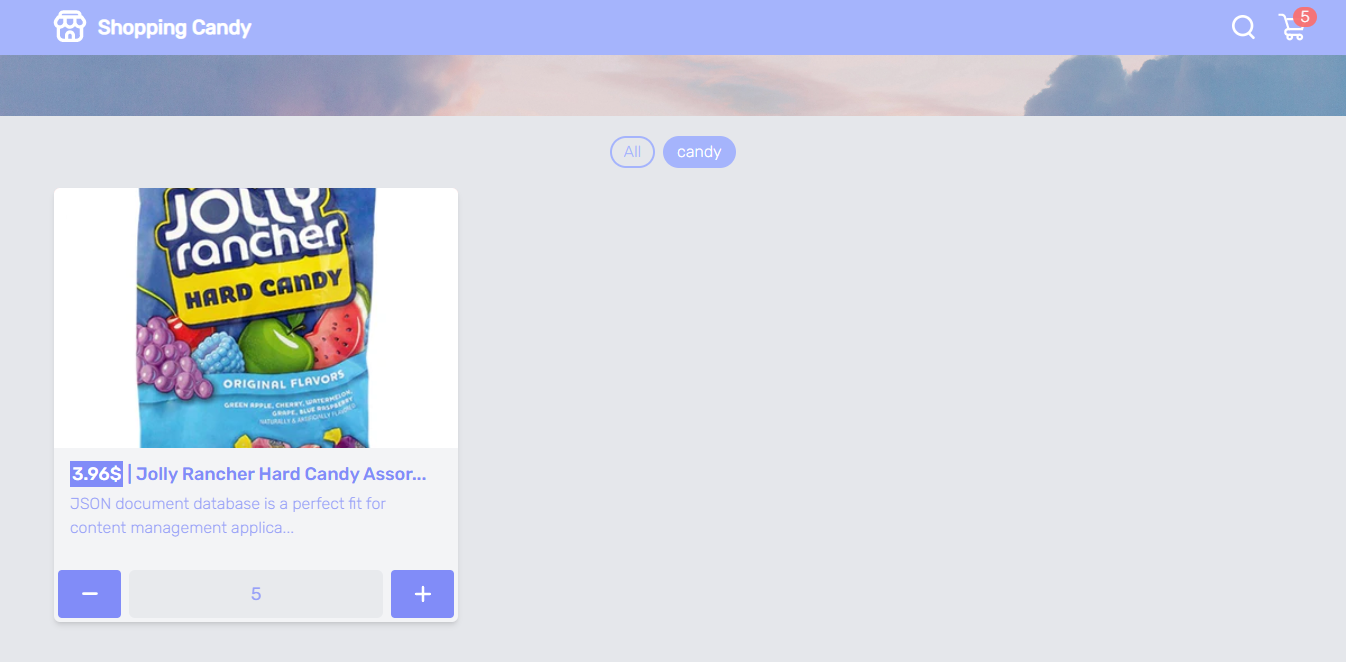 Shopping Candy
5
All
candy
JOLLY
rancher
HARD CANDY
ORIGINAL FLAVORS
GREEN APPLE, CHERRY, WATERMELON,
GRAPE, BLUE RASPBERRY
NATURALLY & ARTIFICIALLY FLAVORED
3.96$ | Jolly Rancher Hard Candy Assor...
JSON document database is a perfect fit for
content management applica...
5